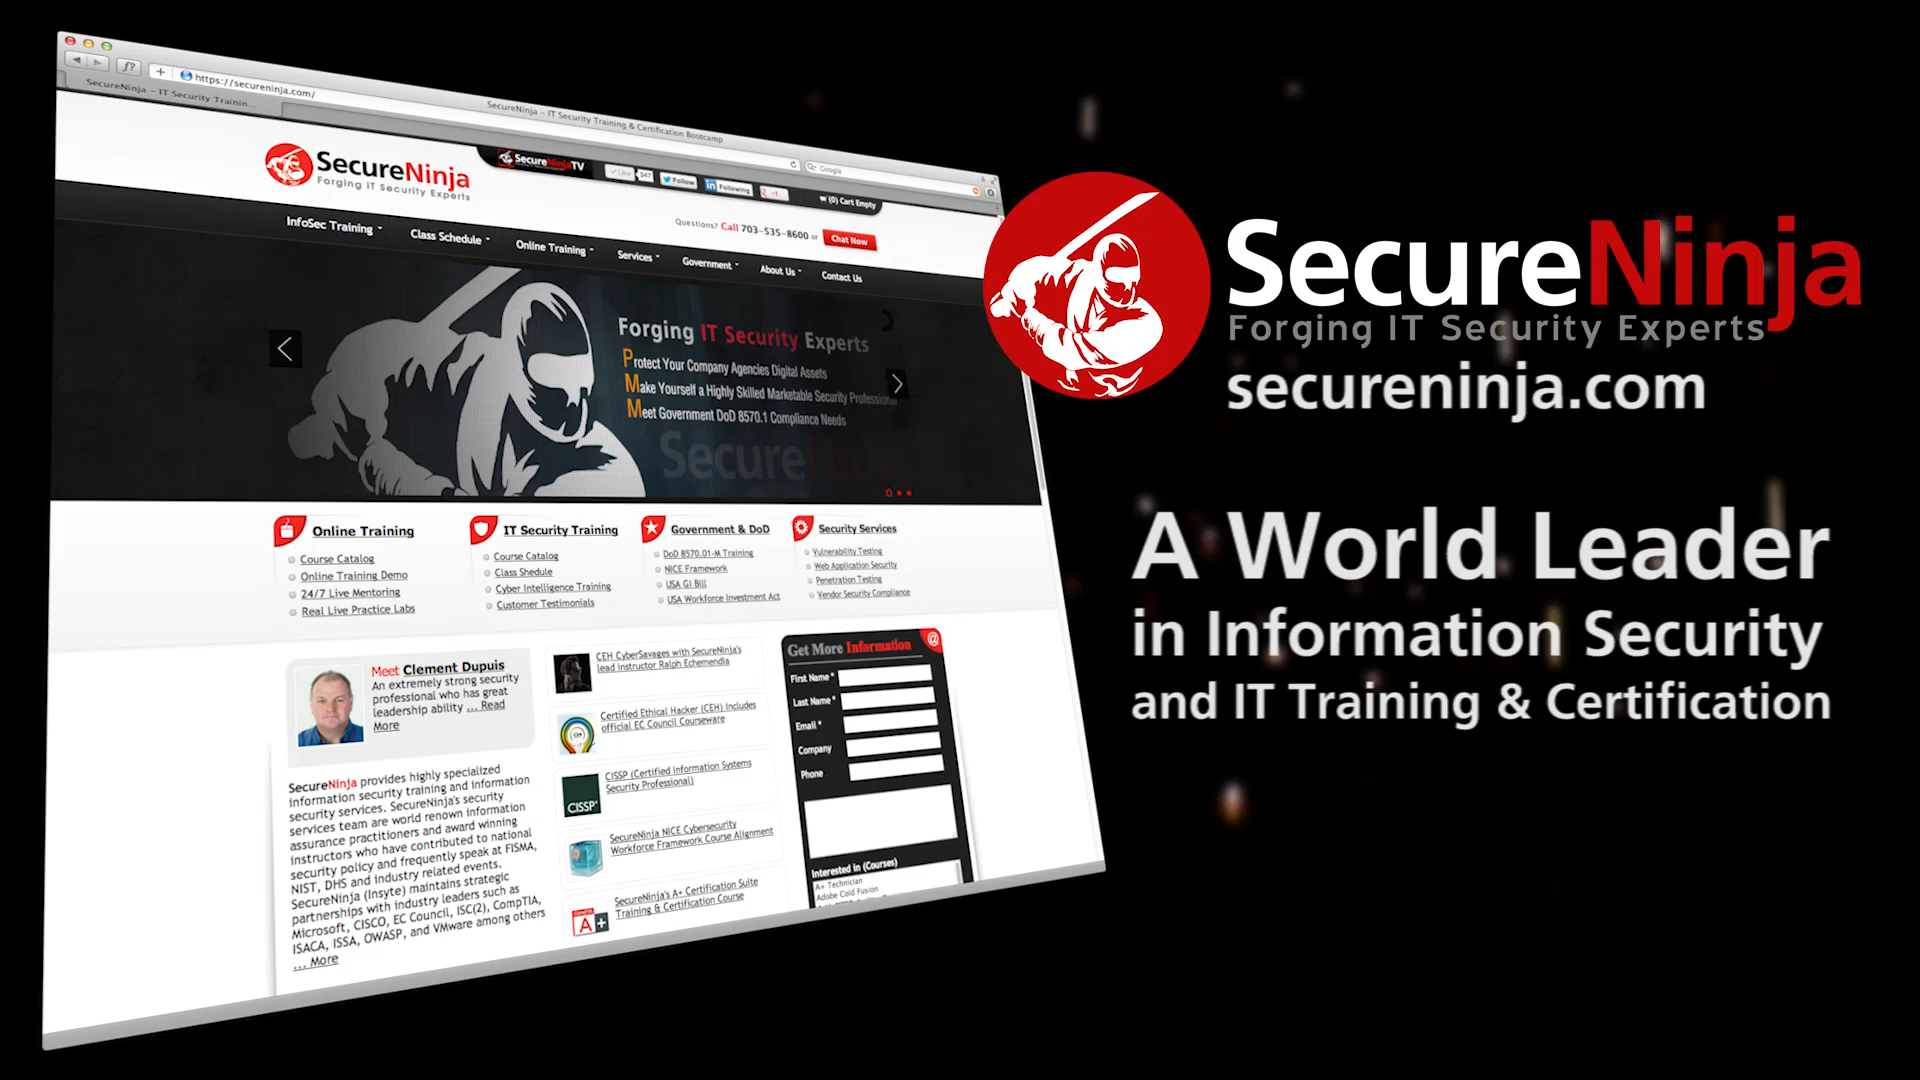 https://secureninja.com/
SecureNinja – IT Security Training & Certification Bootcamp
SecureNinja – IT Security Trainin...
Google
SecureNinja
Forging IT Security Experts
SecureNinjaTV
Like 347
Follow
Following
+1
(0) Cart Empty
Questions? Call 703-535-8600 or Chat Now
InfoSec Training
Class Schedule
Online Training
Services
Government
About Us
Contact Us
Forging IT Security Experts
Protect Your Company Agencies Digital Assets
Make Yourself a Highly Skilled Marketable Security Professional
Meet Government DoD 8570.1 Compliance Needs
Secure
Online Training
Course Catalog
Online Training Demo
24/7 Live Mentoring
Real Live Practice Labs
IT Security Training
Course Catalog
Class Shedule
Cyber Intelligence Training
Customer Testimonials
Government & DoD
DoD 8570.01-M Training
NICE Framework
USA GI Bill
USA Workforce Investment Act
Security Services
Vulnerability Testing
Web Application Security
Penetration Testing
Vendor Security Compliance
Meet Clement Dupuis
An extremely strong security
professional who has great
leadership ability ... Read
More
SecureNinja provides highly specialized
information security training and information
security services. SecureNinja's security
services team are world renown information
assurance practitioners and award winning
instructors who have contributed to national
security policy and frequently speak at FISMA,
NIST, DHS and industry related events.
SecureNinja (Insyte) maintains strategic
partnerships with industry leaders such as
Microsoft, CISCO, EC Council, ISC(2), CompTIA,
ISACA, ISSA, OWASP, and VMware among others
... More
CEH CyberSavages with SecureNinja's
lead instructor Ralph Echemendia
Certified Ethical Hacker (CEH) Includes
official EC Council Courseware
CISSP
CISSP (Certified Information Systems
Security Professional)
SecureNinja NICE Cybersecurity
Workforce Framework Course Alignment
A+
SecureNinja's A+ Certification Suite
Training & Certification Course
Get More Information
@
First Name *
Last Name *
Email *
Company
Phone
Interested in (Courses)
A+ Technician
Adobe Cold Fusion
SecureNinja
Forging IT Security Experts
secureninja.com
A World Leader
in Information Security
and IT Training & Certification